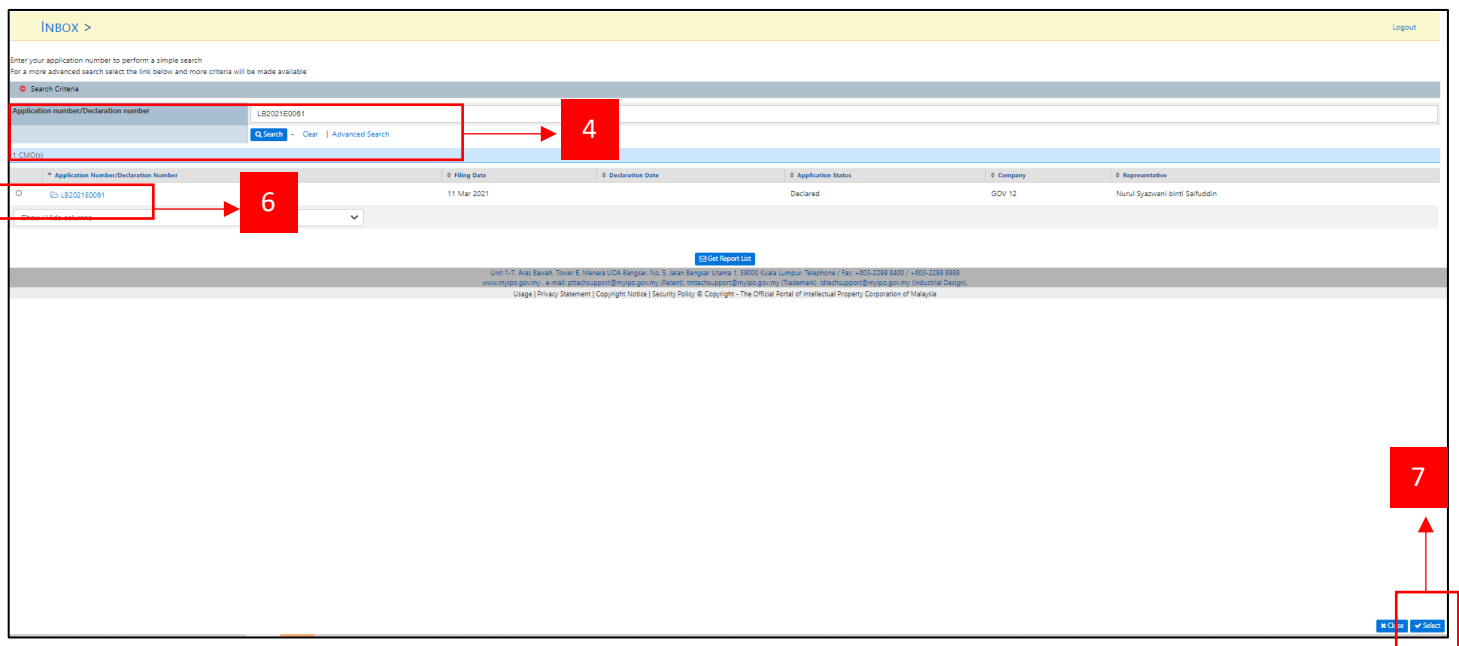 INBOX >
Logout
Enter your application number to perform a simple search
For a more advanced search select the link below and more criteria will be made available
Search Criteria
Application number/Declaration number
LB2021E0061
Search - Clear | Advanced Search
4
1 CMO(s)
Application Number/Declaration Number Filing Date Declaration Date Application Status Company Representative
LB2021E0061 11 Mar 2021 Declared GOV 12 Nurul Syazwani binti Saifuddin
6
Show / Hide columns
Get Report List
Unit 1-7, Aras Bawah, Tower B, Menara UOA Bangsar, No. 5, Jalan Bangsar Utama 1, 59000 Kuala Lumpur. Telephone / Fax: +603-2299 8400 / +603-2299 8989
www.myipo.gov.my . e-mail: pttechsupport@myipo.gov.my (Patent), tmtechsupport@myipo.gov.my (Trademark), idtechsupport@myipo.gov.my (Industrial Design).
Usage | Privacy Statement | Copyright Notice | Security Policy © Copyright - The Official Portal of Intellectual Property Corporation of Malaysia
7
Close Select